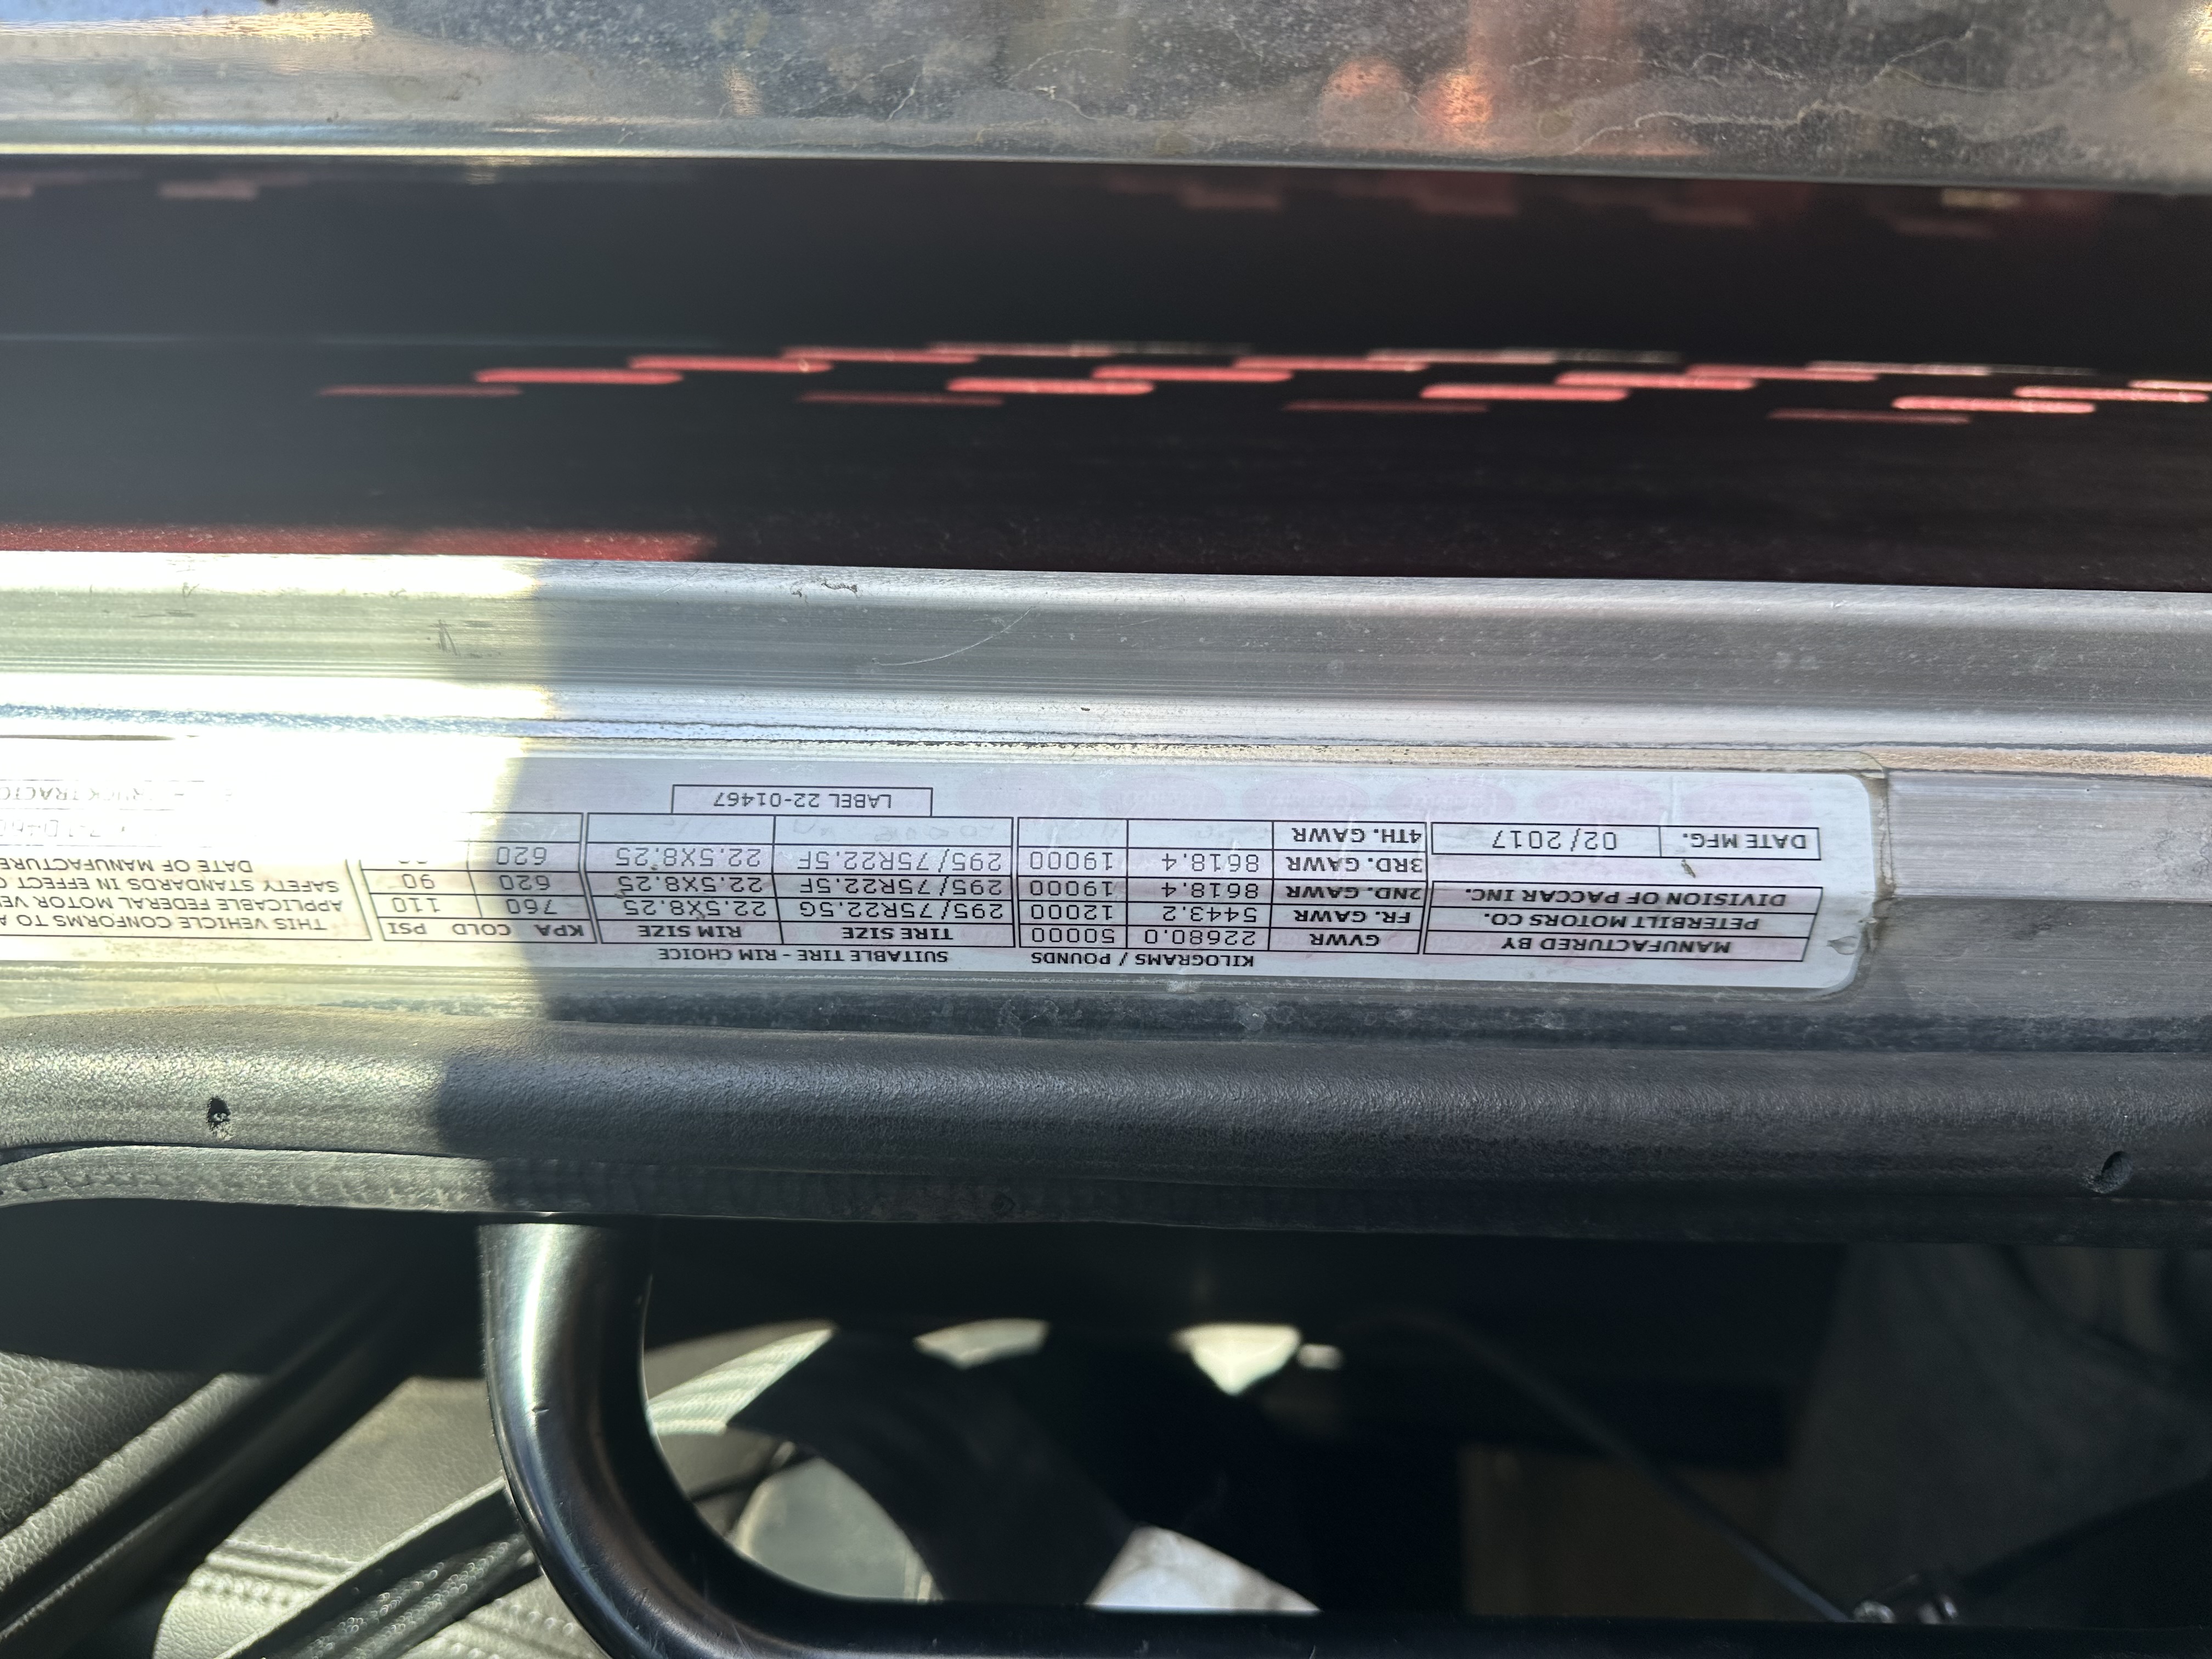 KILOGRAMS / POUNDS SUITABLE TIRE - RIM CHOICE
MANUFACTURED BY GVWR 22680.0 50000 TIRE SIZE RIM SIZE KPA COLD PSI THIS VEHICLE CONFORMS TO
PETERBILT MOTORS CO. FR. GAWR 5443.2 12000 295/75R22.5G 22.5X8.25 760 110 APPLICABLE FEDERAL MOTOR
DIVISION OF PACCAR INC. 2ND. GAWR 8618.4 19000 295/75R22.5F 22.5X8.25 620 90 SAFETY STANDARDS IN EFFECT
3RD. GAWR 8618.4 19000 295/75R22.5F 22.5X8.25 620 DATE OF MANUFACTURE
DATE MFG. 02/2017 4TH. GAWR
LABEL 22-01467